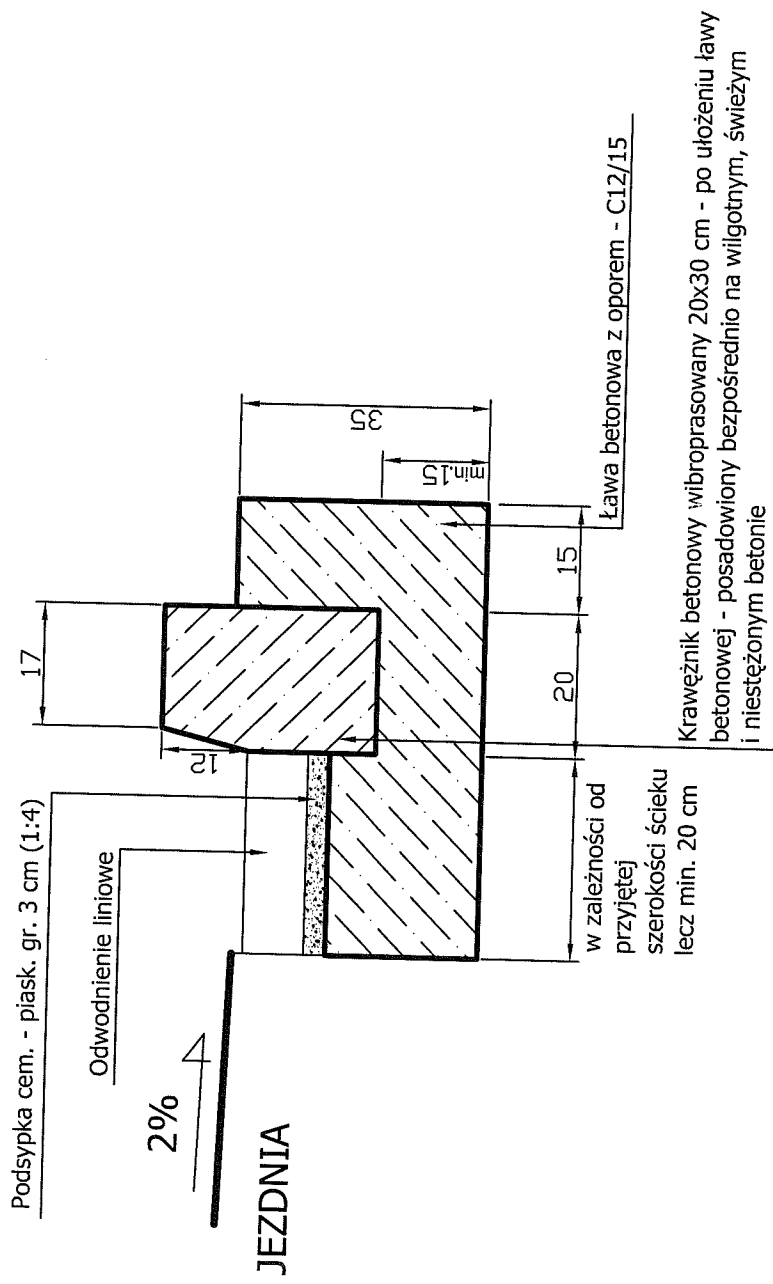 Podsypka cem. - piask. gr. 3 cm (1:4)
Odwodnienie liniowe
2%
JEZDNIA
17
12
35
min.15
20
15
w zależności od
przyjętej
szerokości ścieku
lecz min. 20 cm
Ława betonowa z oporem - C12/15
Krawężnik betonowy wibroprasowany 20x30 cm - po ułożeniu ławy
betonowej - posadowiony bezpośrednio na wilgotnym, świeżym
i niestężonym betonie